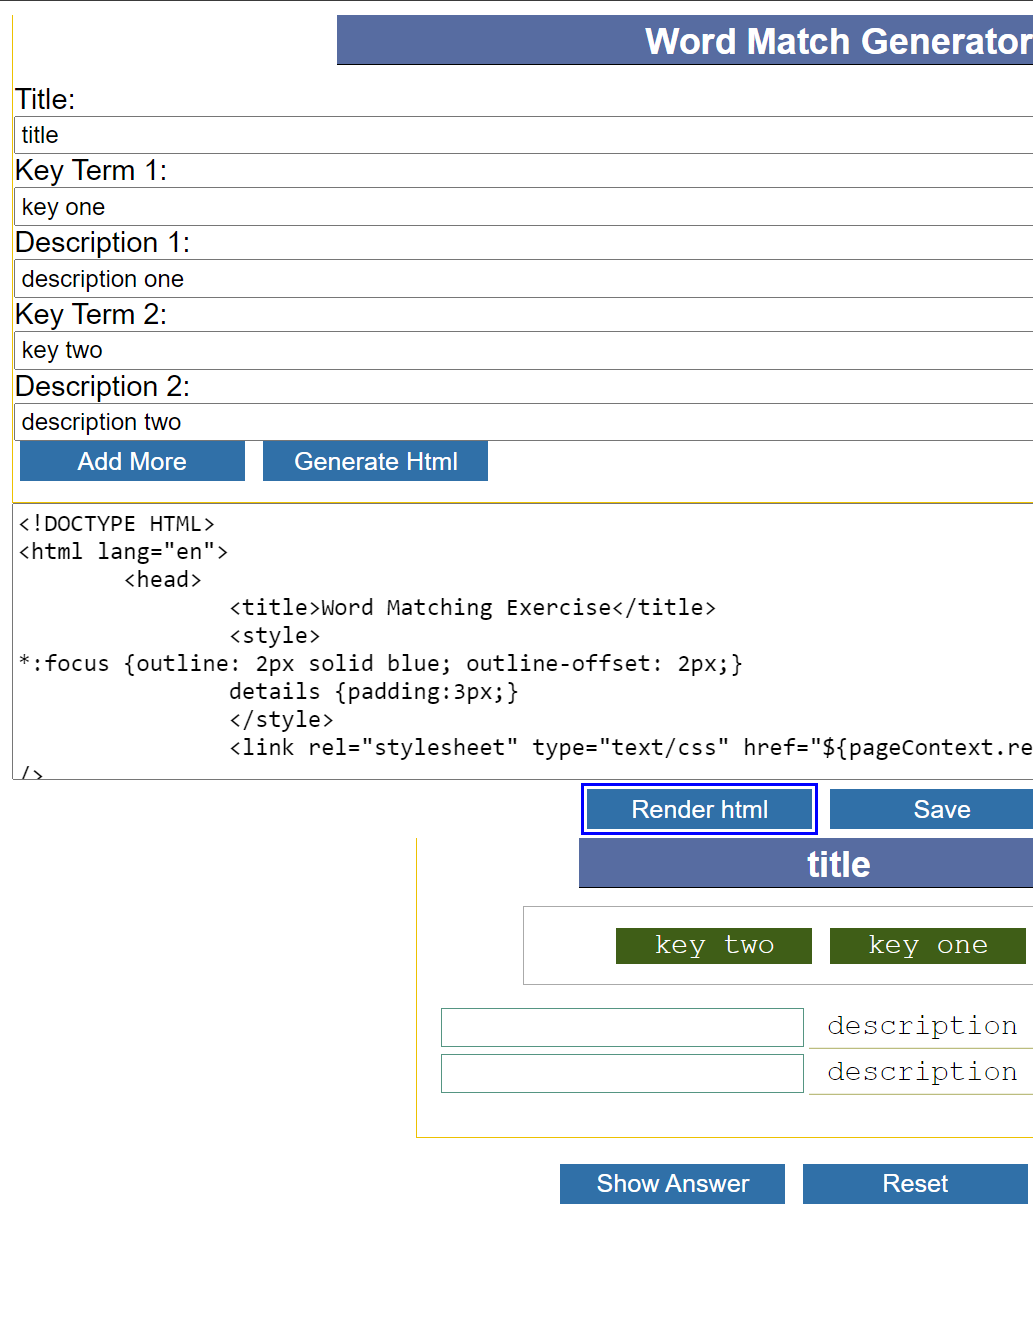 Word Match Generator
Title:
title
Key Term 1:
key one
Description 1:
description one
Key Term 2:
key two
Description 2:
description two
Add More Generate Html
<!DOCTYPE HTML>
<html lang="en">
<head>
<title>Word Matching Exercise</title>
<style>
*:focus {outline: 2px solid blue; outline-offset: 2px;}
details {padding:3px;}
</style>
<link rel="stylesheet" type="text/css" href="${pageContext.re
/>
Render html Save
title
key two key one
description
description
Show Answer Reset